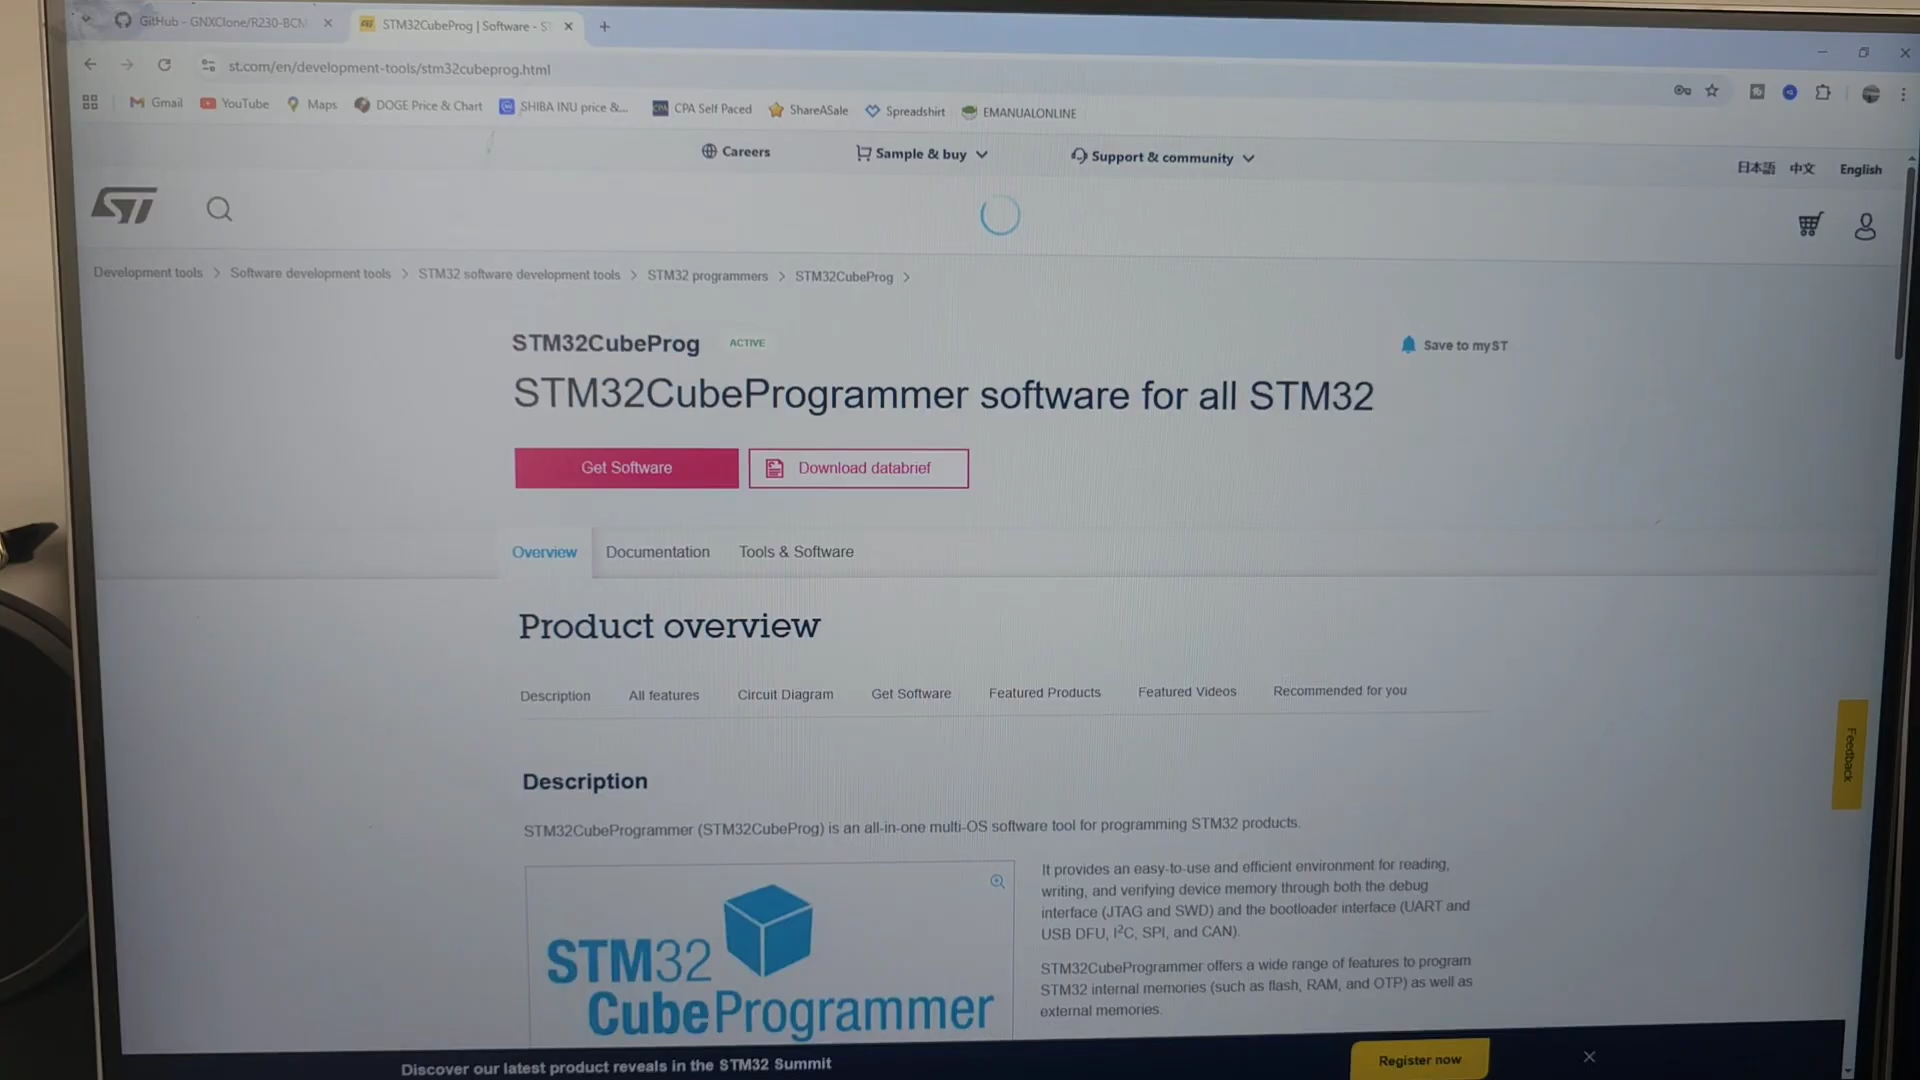 GitHub - GNXClone/R230-BCM
STM32CubeProg | Software - ST
st.com/en/development-tools/stm32cubeprog.html
Gmail
YouTube
Maps
DOGE Price & Chart
SHIBA INU price &...
CPA Self Paced
ShareASale
Spreadshirt
EMANUALONLINE
Careers
Sample & buy
Support & community
日本語
中文
English
ST
Development tools > Software development tools > STM32 software development tools > STM32 programmers > STM32CubeProg >
STM32CubeProg
ACTIVE
Save to myST
STM32CubeProgrammer software for all STM32
Get Software
Download databrief
Overview
Documentation
Tools & Software
Product overview
Description
All features
Circuit Diagram
Get Software
Featured Products
Featured Videos
Recommended for you
Feedback
Description
STM32CubeProgrammer (STM32CubeProg) is an all-in-one multi-OS software tool for programming STM32 products.
It provides an easy-to-use and efficient environment for reading,
writing, and verifying device memory through both the debug
interface (JTAG and SWD) and the bootloader interface (UART and
USB DFU, I²C, SPI, and CAN).
STM32CubeProgrammer offers a wide range of features to program
STM32 internal memories (such as flash, RAM, and OTP) as well as
external memories.
STM32
CubeProgrammer
Discover our latest product reveals in the STM32 Summit
Register now